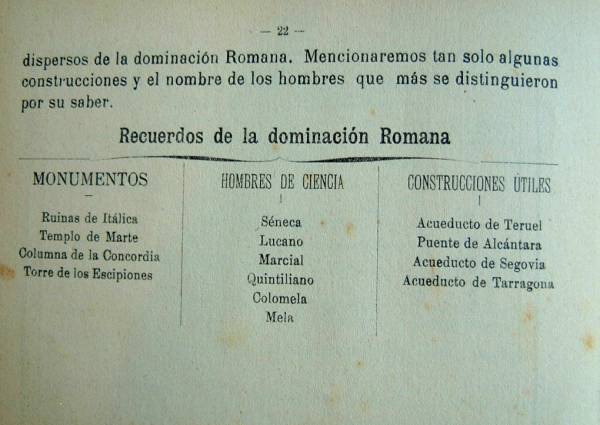 — 22 —
dispersos de la dominación Romana. Mencionaremos tan solo algunas
construcciones y el nombre de los hombres que más se distinguieron
por su saber.
Recuerdos de la dominación Romana
MONUMENTOS
Ruinas de Itálica
Templo de Marte
Columna de la Concordia
Torre de los Escipiones
HOMBRES DE CIENCIA
Séneca
Lucano
Marcial
Quintiliano
Colomela
Mela
CONSTRUCCIONES ÚTILES
Acueducto de Teruel
Puente de Alcántara
Acueducto de Segovia
Acueducto de Tarragona